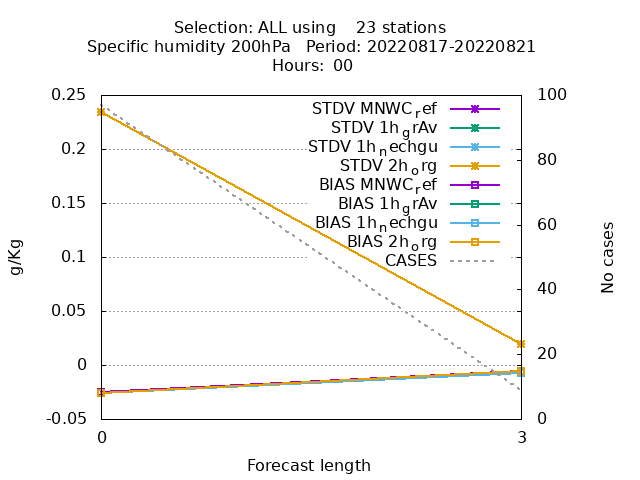 Selection: ALL using    23 stations
Specific humidity 200hPa   Period: 20220817-20220821
Hours:  00
0.25
0.2
0.15
0.1
0.05
0
-0.05
g/Kg
100
80
60
40
20
0
No cases
STDV MNWC_ref
STDV 1h_grAv
STDV 1h_nechgu
STDV 2h_org
BIAS MNWC_ref
BIAS 1h_grAv
BIAS 1h_nechgu
BIAS 2h_org
CASES
0
3
Forecast length